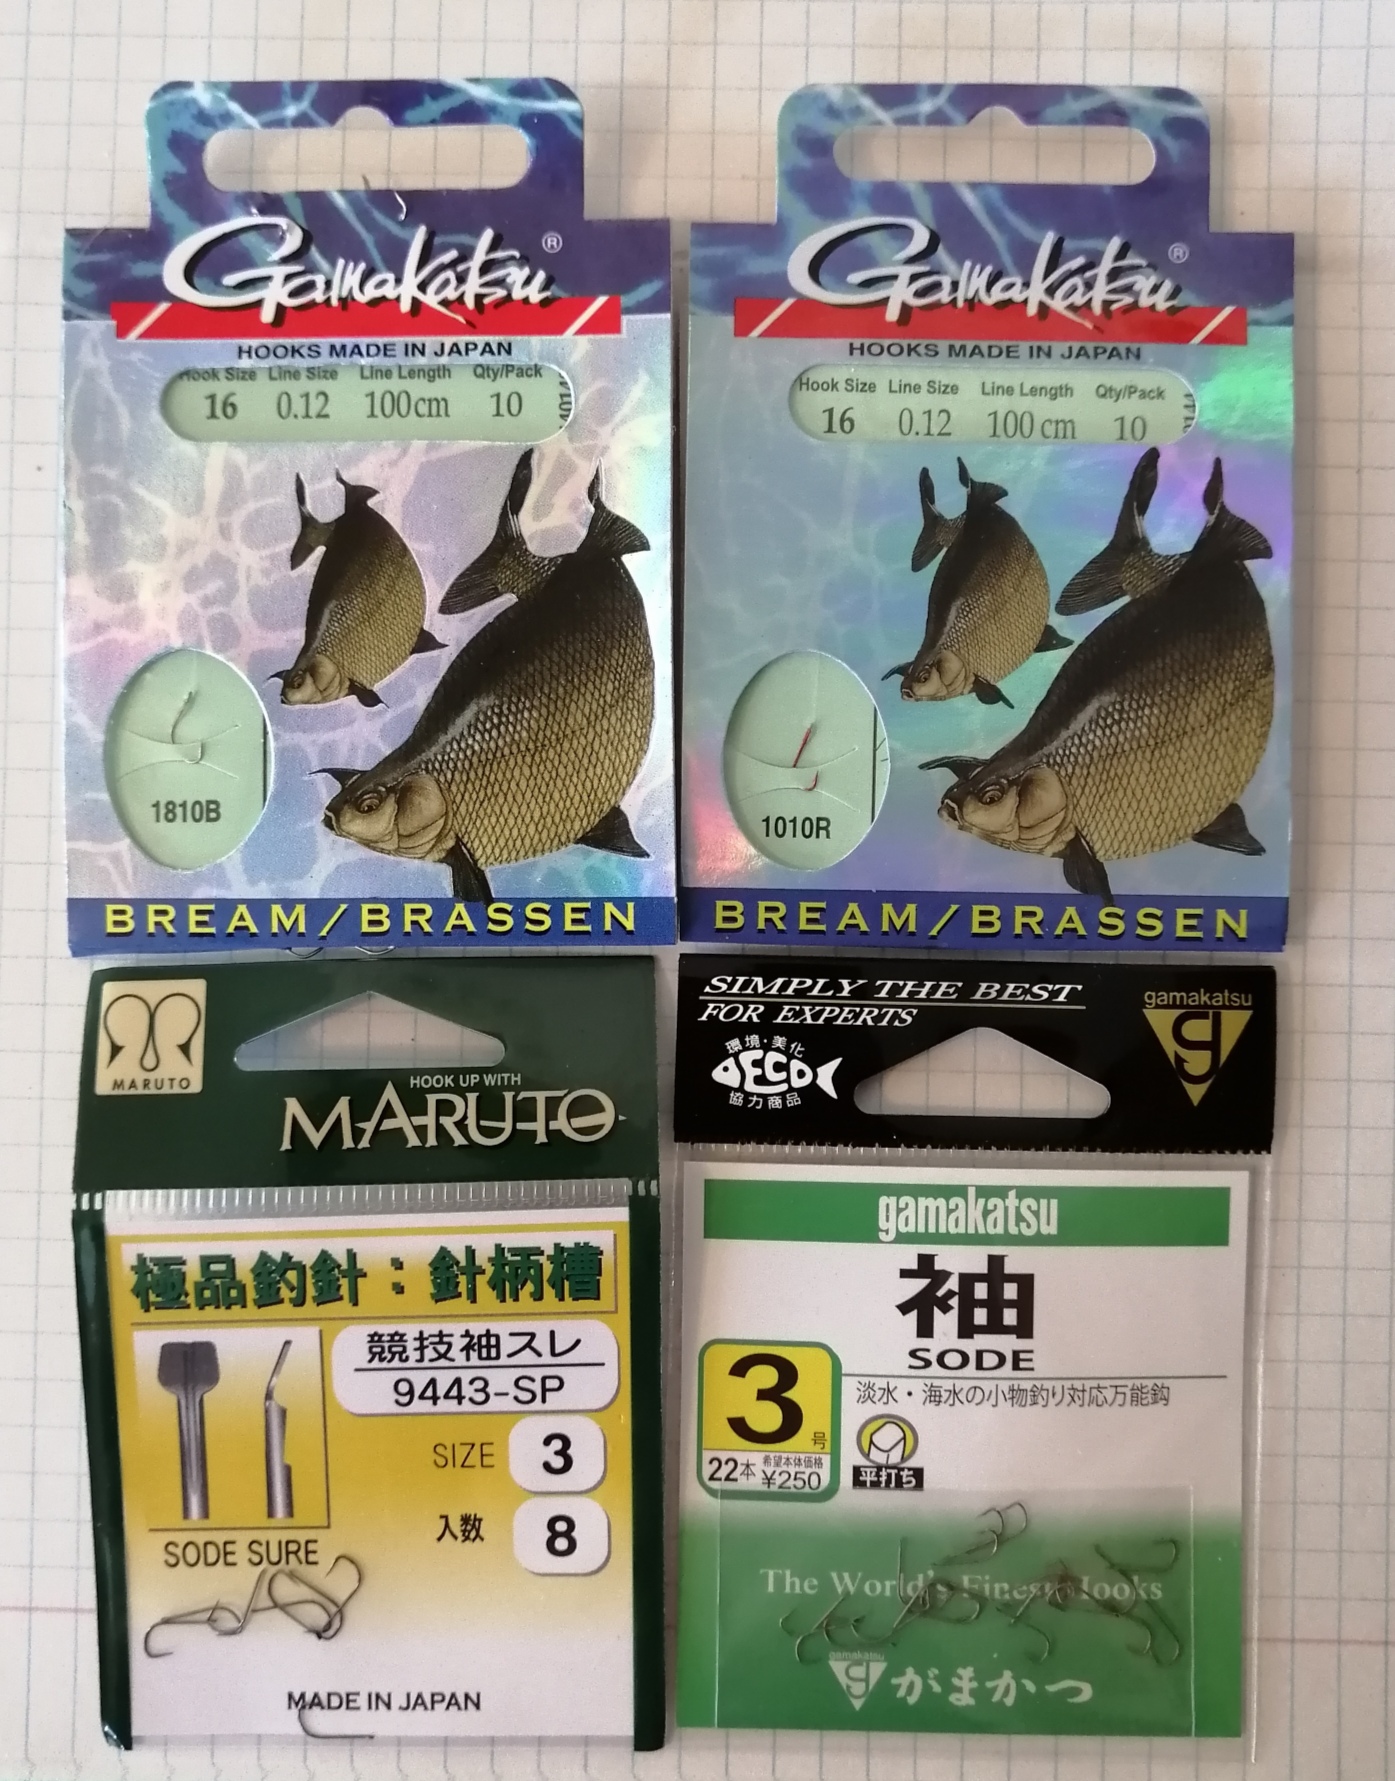 Gamakatsu®
HOOKS MADE IN JAPAN
Hook Size Line Size Line Length Qty/Pack
16 0.12 100cm 10
1810B
BREAM/BRASSEN
Gamakatsu®
HOOKS MADE IN JAPAN
Hook Size Line Size Line Length Qty/Pack
16 0.12 100cm 10
1010R
BREAM/BRASSEN
MARUTO
HOOK UP WITH
MARUTO
極品釣針：針柄槽
競技袖スレ
9443-SP
SIZE 3
入数 8
SODE SURE
MADE IN JAPAN
SIMPLY THE BEST
FOR EXPERTS
環境・美化
ECO
協力商品
gamakatsu
gamakatsu
袖
SODE
淡水・海水の小物釣り対応万能鈎
3号
22本 希望本体価格
¥250
平打ち
The World's Finest Hooks
gamakatsu
がまかつ